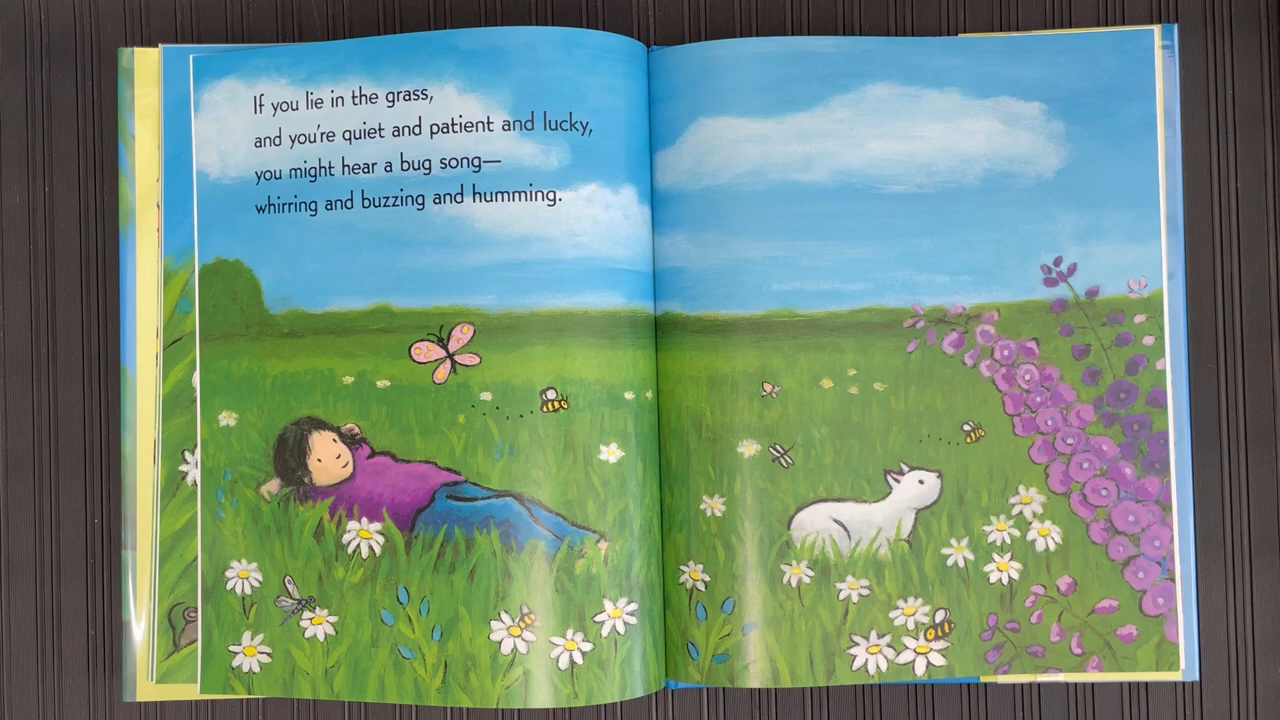 If you lie in the grass,
and you're quiet and patient and lucky,
you might hear a bug song—
whirring and buzzing and humming.